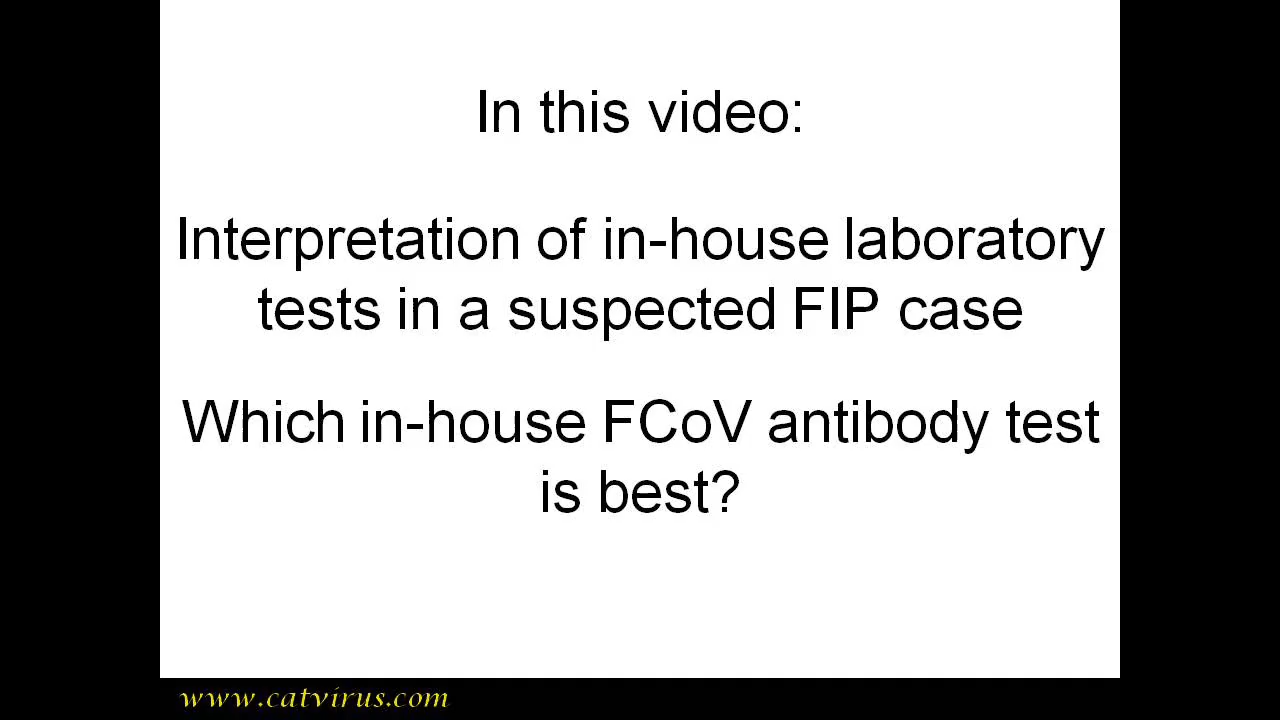 In this video:
Interpretation of in-house laboratory
tests in a suspected FIP case
Which in-house FCoV antibody test
is best?
www.catvirus.com